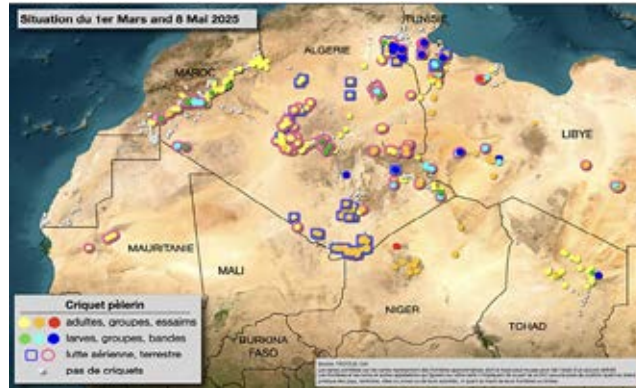 Situation du 1er Mars and 8 Mai 2025
TUNISIE
ALGERIE
MAROC
LIBYE
MAURITANIE
MALI
NIGER
TCHAD
BURKINA
FASO
Criquet pèlerin
adultes, groupes, essaims
larves, groupes, bandes
lutte aérienne, terrestre
pas de criquets